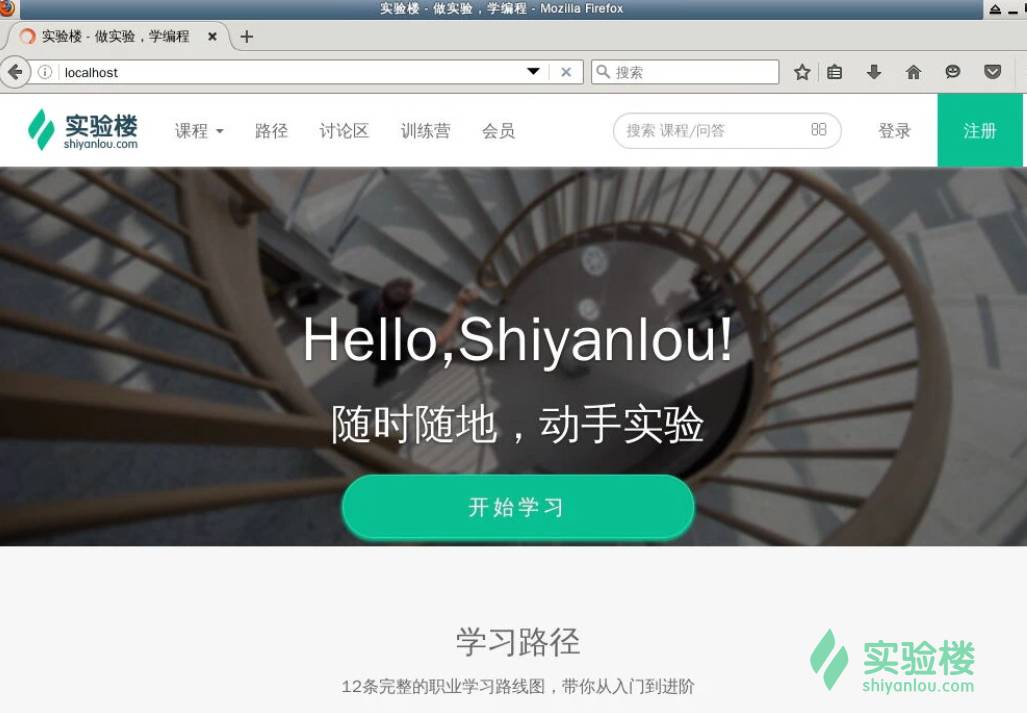 实验楼 - 做实验，学编程 - Mozilla Firefox
实验楼 - 做实验，学编程
localhost
搜索
实验楼
shiyanlou.com
课程
路径
讨论区
训练营
会员
搜索 课程/问答
登录
注册
Hello,Shiyanlou!
随时随地，动手实验
开始学习
学习路径
12条完整的职业学习路线图，带你从入门到进阶
实验楼
shiyanlou.com